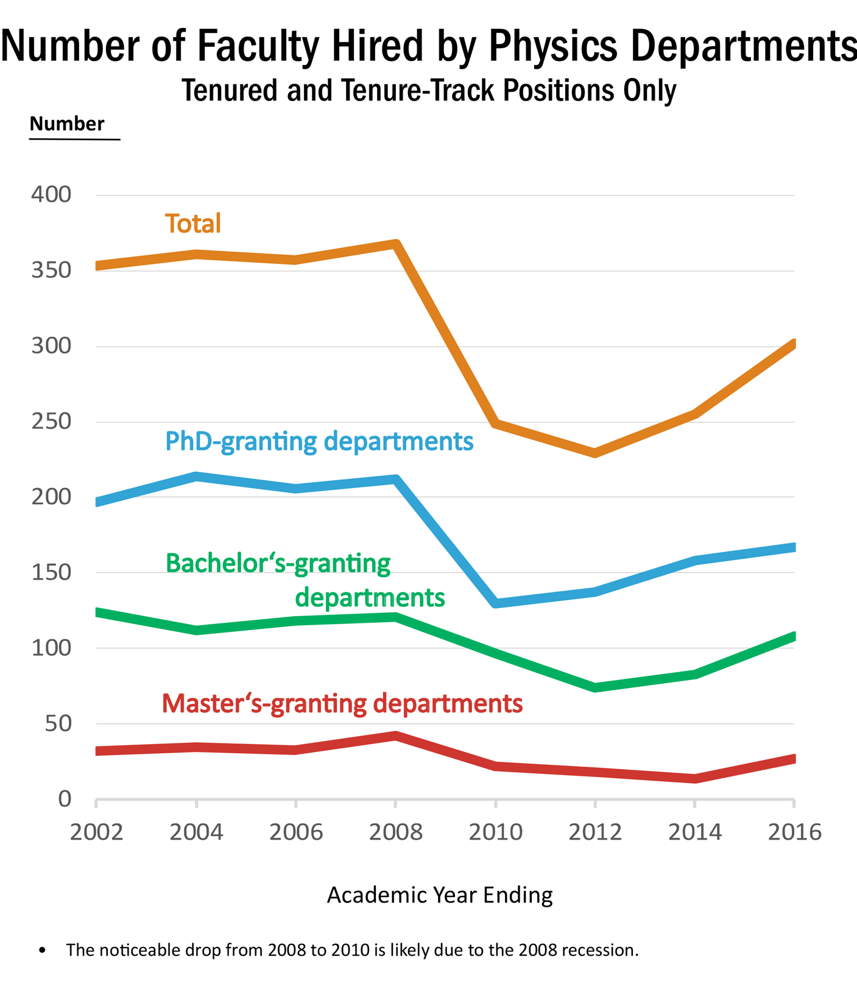 Number of Faculty Hired by Physics Departments
Tenured and Tenure-Track Positions Only
Number
400
Total
350
300
250
PhD-granting departments
200
Bachelor‘s-granting
150
departments
100
Master‘s-granting departments
50
0
2002 2004 2006 2008 2010 2012 2014 2016
Academic Year Ending
• The noticeable drop from 2008 to 2010 is likely due to the 2008 recession.